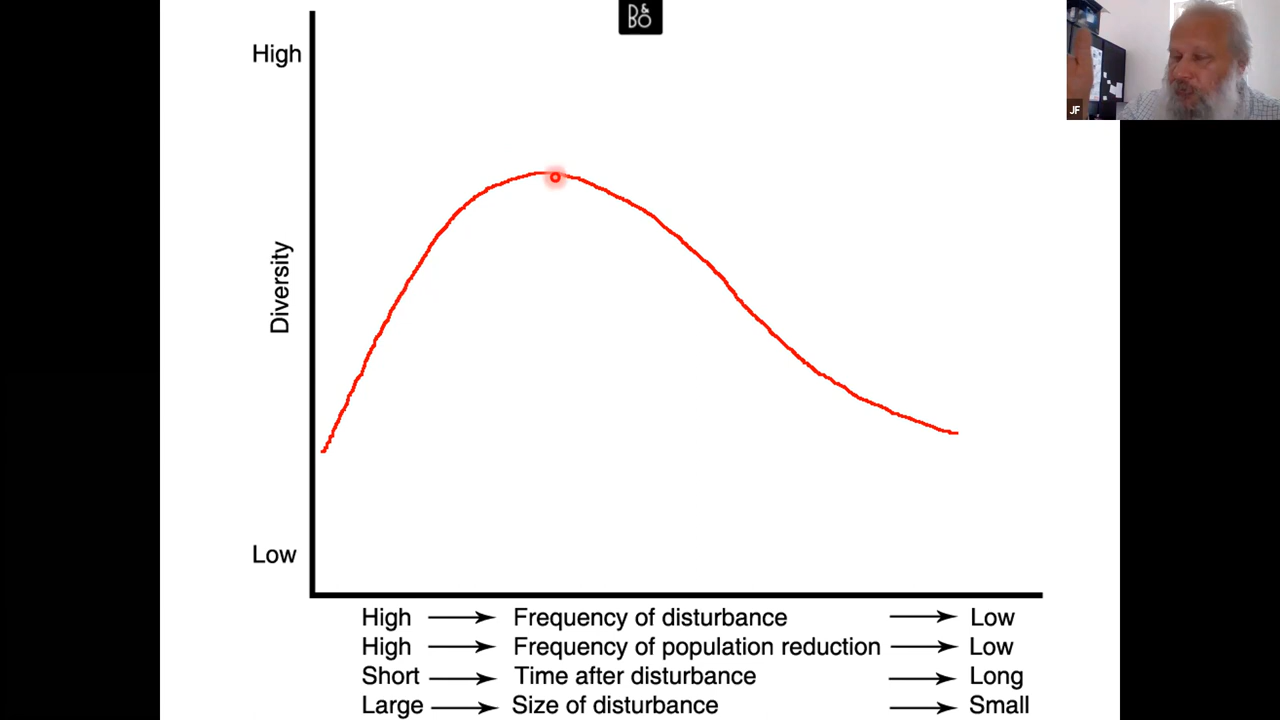 B&
BO
JF
High
Diversity
Low
High Frequency of disturbance Low
High Frequency of population reduction Low
Short Time after disturbance Long
Large Size of disturbance Small